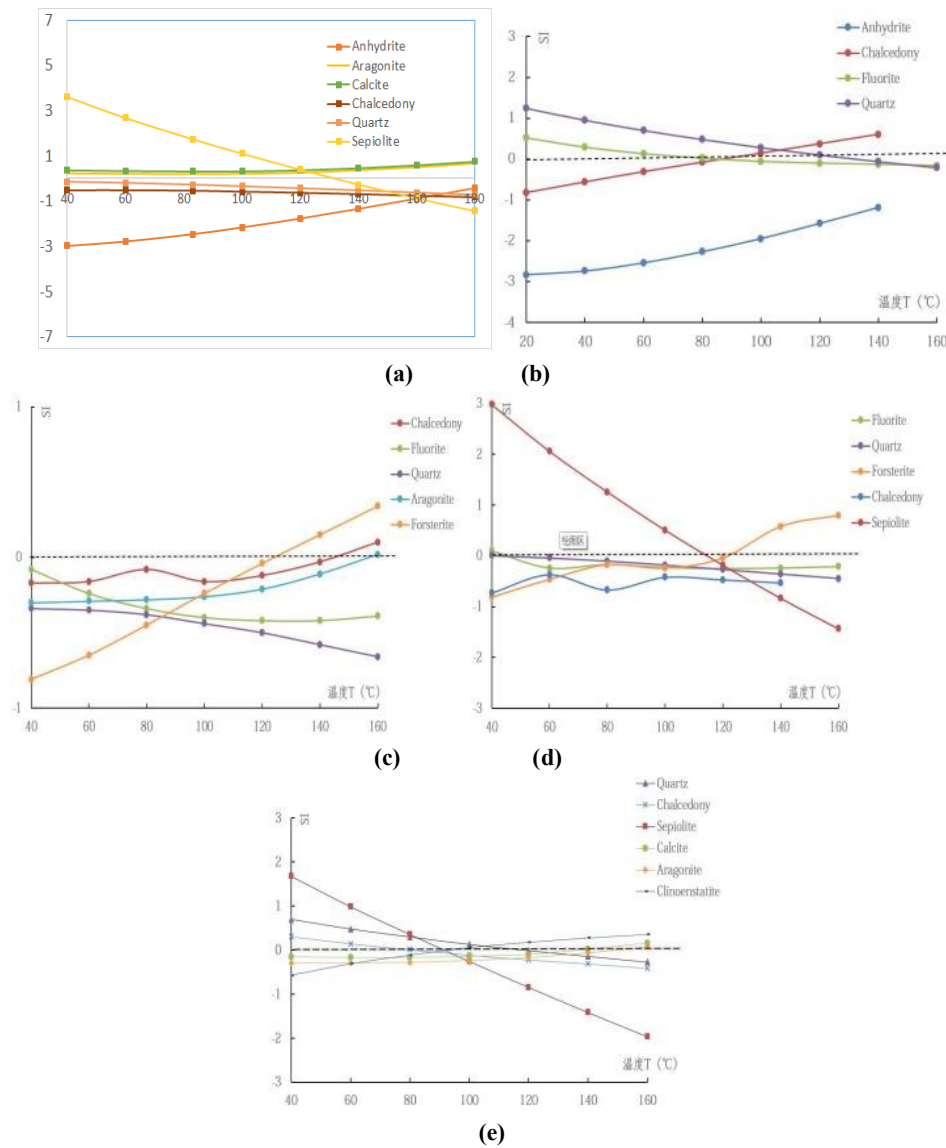 7
5
3
1
-1
-3
-5
-7
40
60
80
100
120
140
160
180
Anhydrite
Aragonite
Calcite
Chalcedony
Quartz
Sepiolite
3
2
1
0
-1
-2
-3
-4
SI
Anhydrite
Chalcedony
Fluorite
Quartz
温度T（℃）
20
40
60
80
100
120
140
160
(a)
(b)
1
0
-1
SI
Chalcedony
Fluorite
Quartz
Aragonite
Forsterite
温度T（℃）
40
60
80
100
120
140
160
3
2
1
0
-1
-2
-3
SI
Fluorite
Quartz
Forsterite
Chalcedony
Sepiolite
绘图区
温度T（℃）
40
60
80
100
120
140
160
(c)
(d)
3
2
1
0
-1
-2
-3
SI
Quartz
Chalcedony
Sepiolite
Calcite
Aragonite
Clinoenstatite
温度T（℃）
40
60
80
100
120
140
160
(e)